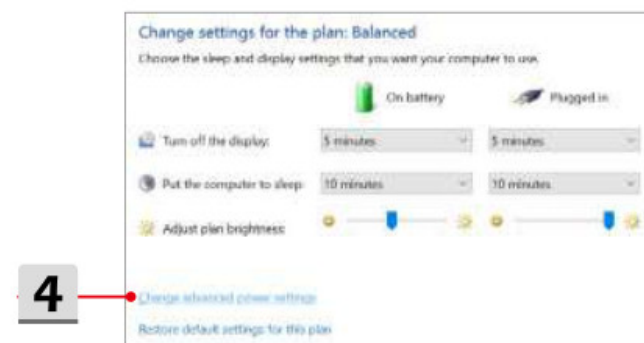 Change settings for the plan: Balanced
Choose the sleep and display settings that you want your computer to use.
On battery Plugged in
Turn off the display: 5 minutes 5 minutes
Put the computer to sleep: 10 minutes 10 minutes
Adjust plan brightness:
4
Change advanced power settings
Restore default settings for this plan